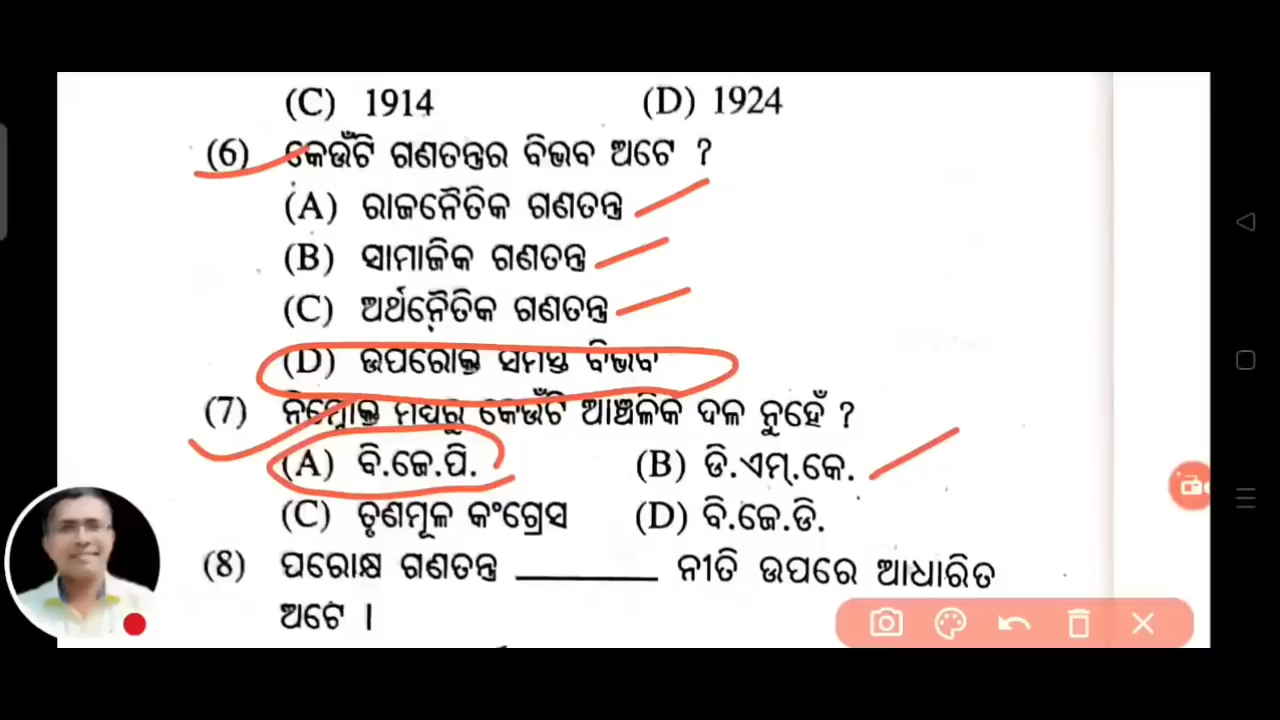 (C) 1914 (D) 1924
(6) କେଉଁଟି ଗଣତନ୍ତ୍ରର ବିଭବ ଅଟେ ?
(A) ରାଜନୈତିକ ଗଣତନ୍ତ୍ର
(B) ସାମାଜିକ ଗଣତନ୍ତ୍ର
(C) ଅର୍ଥନୈତିକ ଗଣତନ୍ତ୍ର
(D) ଉପରୋକ୍ତ ସମସ୍ତ ବିଭବ
(7) ନିମ୍ନୋକ୍ତ ମଧ୍ୟରୁ କେଉଁଟି ଆଞ୍ଚଳିକ ଦଳ ନୁହେଁ ?
(A) ବି.ଜେ.ପି. (B) ଡି.ଏମ୍.କେ.
(C) ତୃଣମୂଳ କଂଗ୍ରେସ (D) ବି.ଜେ.ଡି.
(8) ପରୋକ୍ଷ ଗଣତନ୍ତ୍ର ________ ନୀତି ଉପରେ ଆଧାରିତ
ଅଟେ ।